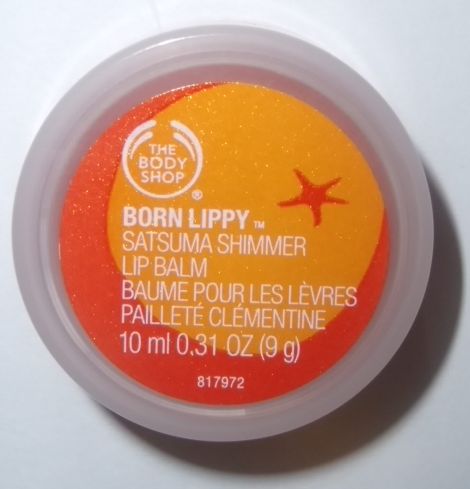 THE
BODY
SHOP
®
BORN LIPPY™
SATSUMA SHIMMER
LIP BALM
BAUME POUR LES LÈVRES
PAILLETÉ CLÉMENTINE
10 ml 0,31 OZ (9 g)
817972